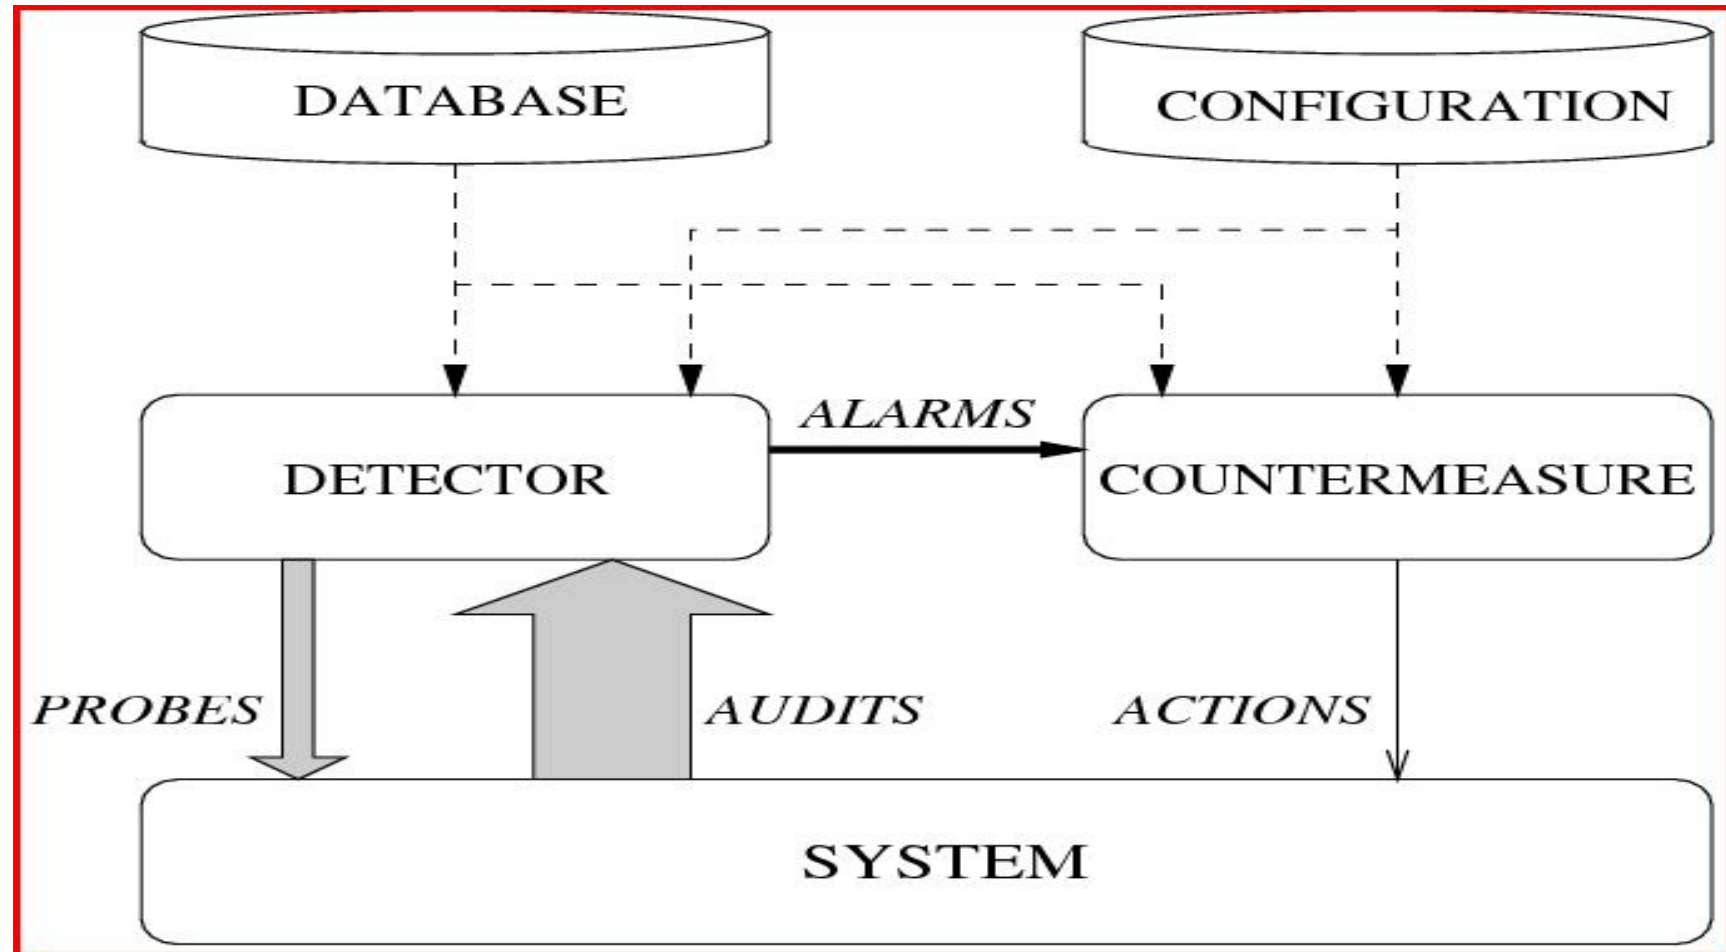 DATABASE
CONFIGURATION
ALARMS
DETECTOR
COUNTERMEASURE
PROBES
AUDITS
ACTIONS
SYSTEM